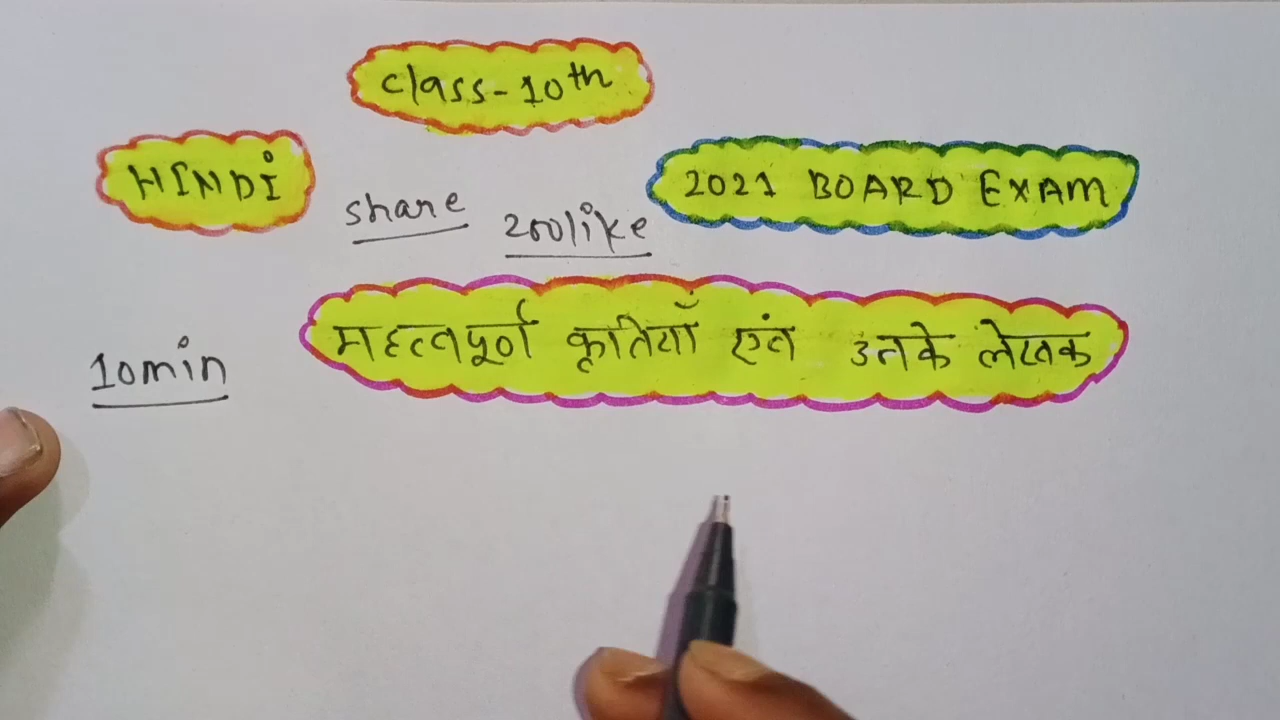 class-10th
HINDI
2021 BOARD EXAM
share
200like
महत्वपूर्ण कृतियाँ एवं उनके लेखक
10min